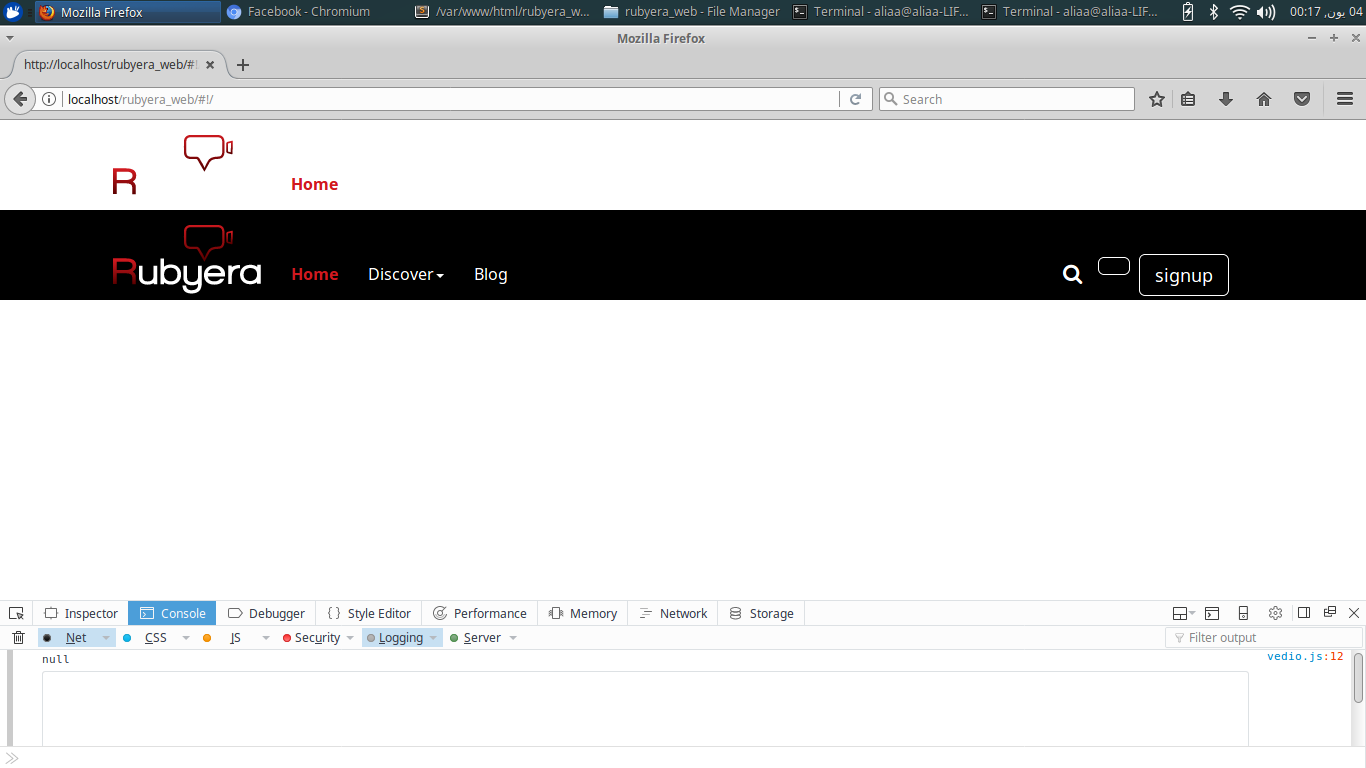 Mozilla Firefox
Facebook - Chromium
/var/www/html/rubyera_w...
rubyera_web - File Manager
Terminal - aliaa@aliaa-LIF...
Terminal - aliaa@aliaa-LIF...
04 يون, 00:17
Mozilla Firefox
http://localhost/rubyera_web/#!
localhost/rubyera_web/#!/
Search
R
Home
Rubyera
Home
Discover
Blog
signup
Inspector
Console
Debugger
Style Editor
Performance
Memory
Network
Storage
Net
CSS
JS
Security
Logging
Server
Filter output
null
vedio.js:12